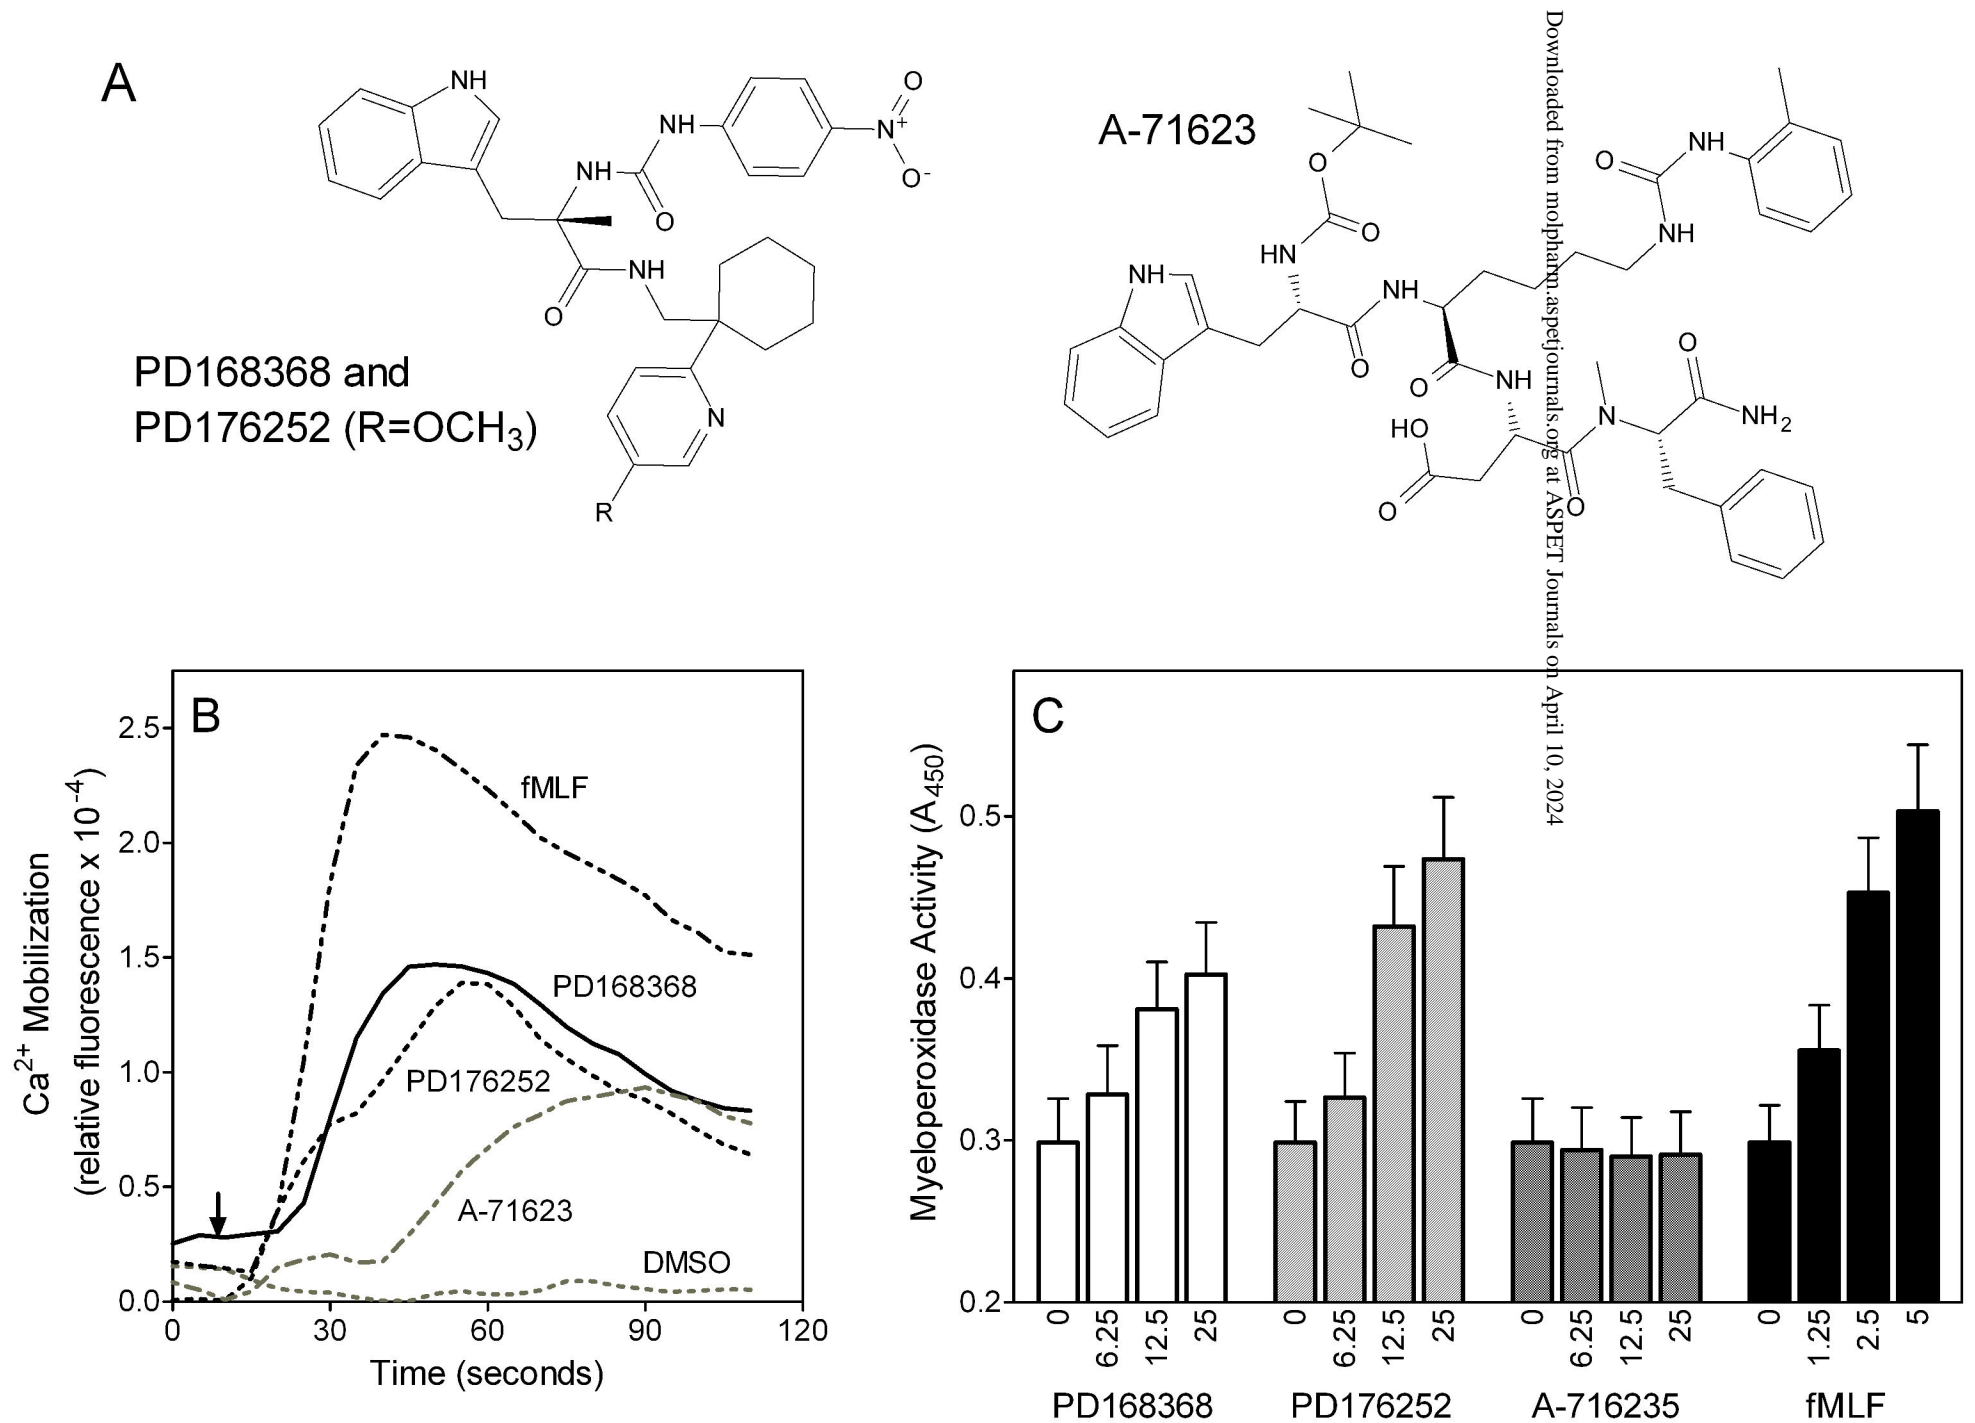 A
NH
NH
NH
O
N+
O
O-
O
NH
N
R
PD168368 and
PD176252 (R=OCH3)
A-71623
O
O
HN
NH
NH
O
O
NH
HO
O
O
N
O
NH2
O
NH
NH
Downloaded from molpharm.aspetjournals.org at ASPET Journals on April 10, 2024
B
Ca2+ Mobilization
(relative fluorescence x 10-4)
2.5
2.0
1.5
1.0
0.5
0.0
fMLF
PD168368
PD176252
A-71623
DMSO
0 30 60 90 120
Time (seconds)
C
Myeloperoxidase Activity (A450)
0.5
0.4
0.3
0.2
0 6.25 12.5 25 0 6.25 12.5 25 0 6.25 12.5 25 0 1.25 2.5 5
PD168368 PD176252 A-716235 fMLF